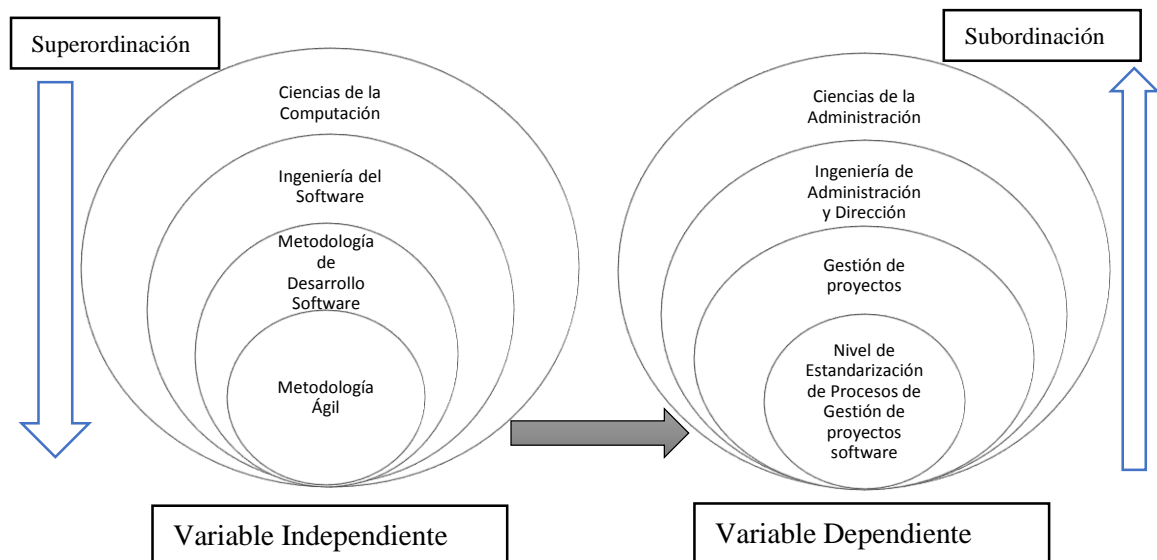 Superordinación
Subordinación
Ciencias de la
Computación
Ingeniería del
Software
Metodología
de
Desarrollo
Software
Metodología
Ágil
Ciencias de la
Administración
Ingeniería de
Administración
y Dirección
Gestión de
proyectos
Nivel de
Estandarización
de Procesos de
Gestión de
proyectos
software
Variable Independiente
Variable Dependiente